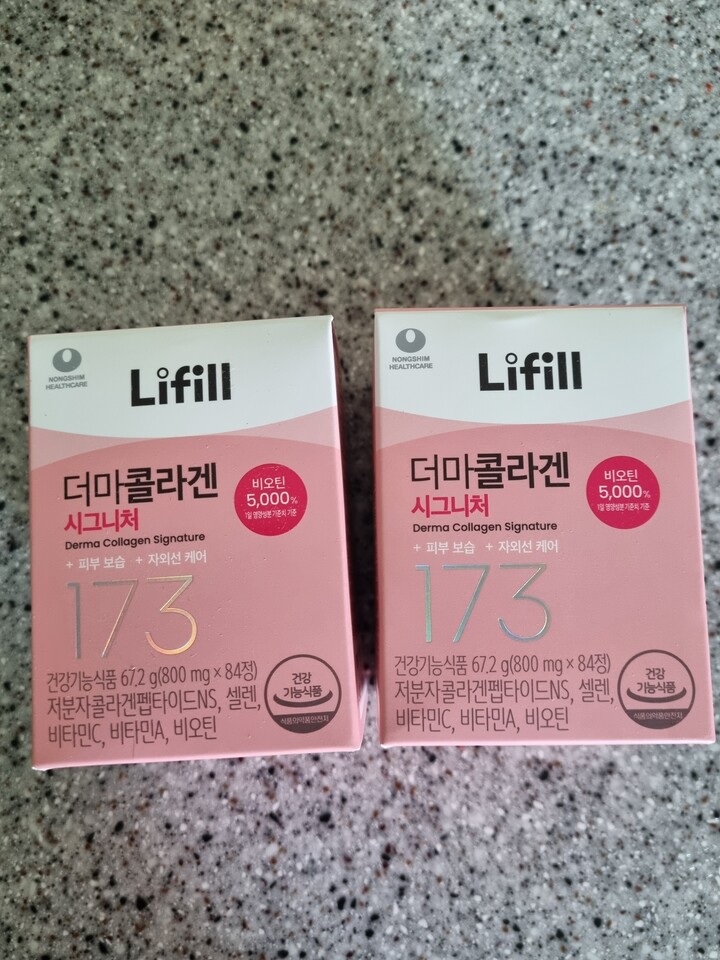 NONGSHIM
HEALTHCARE
Lifill
더마콜라겐
시그니처
Derma Collagen Signature
+ 피부 보습 + 자외선 케어
비오틴
5,000%
1일 영양성분기준치 기준
173
건강기능식품 67.2 g(800 mg × 84정)
저분자콜라겐펩타이드NS, 셀렌,
비타민C, 비타민A, 비오틴
건강
기능식품
식품의약품안전처
NONGSHIM
HEALTHCARE
Lifill
더마콜라겐
시그니처
Derma Collagen Signature
+ 피부 보습 + 자외선 케어
비오틴
5,000%
1일 영양성분기준치 기준
173
건강기능식품 67.2 g(800 mg × 84정)
저분자콜라겐펩타이드NS, 셀렌,
비타민C, 비타민A, 비오틴
건강
기능식품
식품의약품안전처